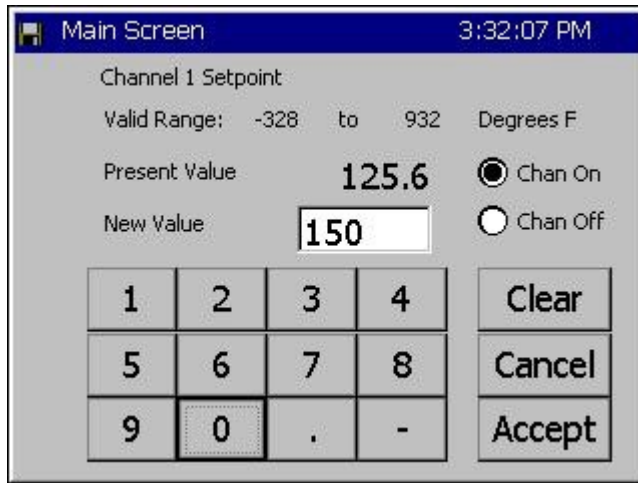 Main Screen 3:32:07 PM
Channel 1 Setpoint
Valid Range: -328 to 932 Degrees F
Present Value 125.6 Chan On
New Value 150 Chan Off
1 2 3 4 Clear
5 6 7 8 Cancel
9 0 . - Accept